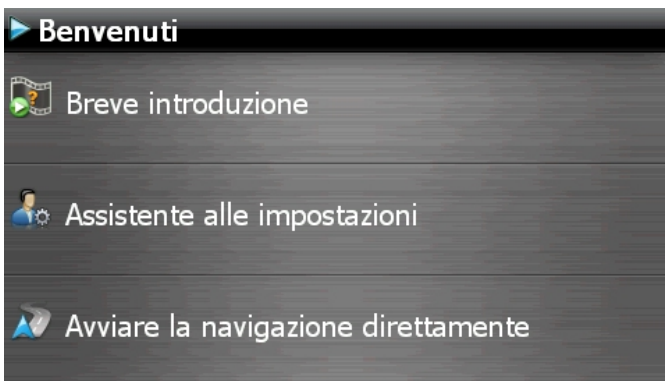 Benvenuti
Breve introduzione
Assistente alle impostazioni
Avviare la navigazione direttamente